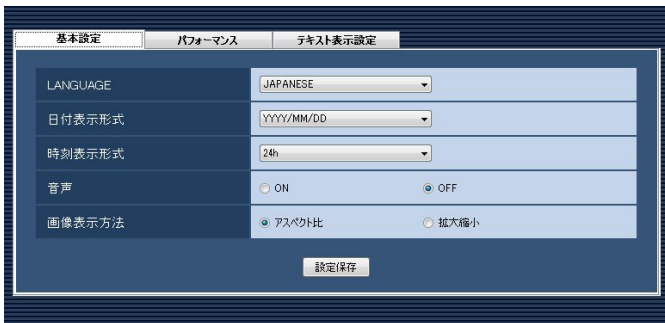 基本設定 パフォーマンス テキスト表示設定
LANGUAGE JAPANESE
日付表示形式 YYYY/MM/DD
時刻表示形式 24h
音声 ON OFF
画像表示方法 アスペクト比 拡大縮小
設定保存